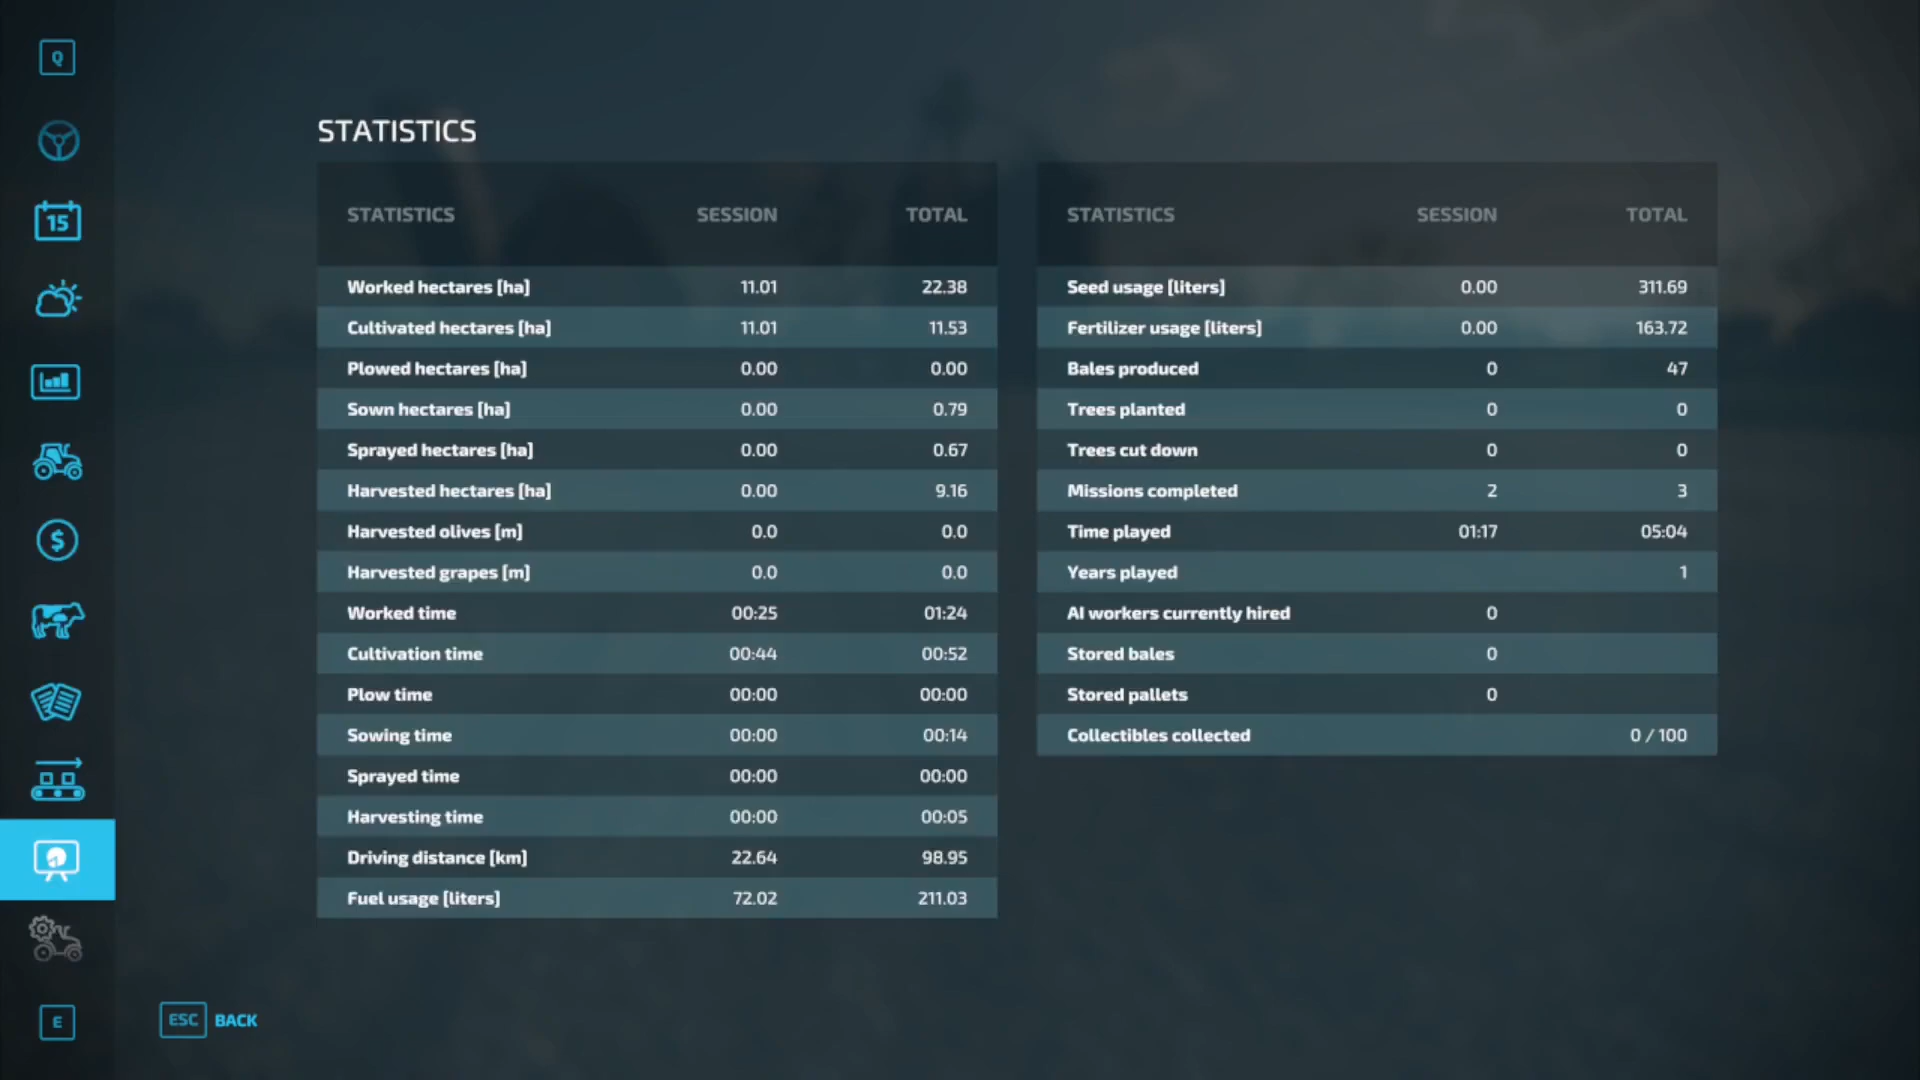 Q
15
STATISTICS
STATISTICS SESSION TOTAL
Worked hectares [ha] 11.01 22.38
Cultivated hectares [ha] 11.01 11.53
Plowed hectares [ha] 0.00 0.00
Sown hectares [ha] 0.00 0.79
Sprayed hectares [ha] 0.00 0.67
Harvested hectares [ha] 0.00 9.16
Harvested olives [m] 0.0 0.0
Harvested grapes [m] 0.0 0.0
Worked time 00:25 01:24
Cultivation time 00:44 00:52
Plow time 00:00 00:00
Sowing time 00:00 00:14
Sprayed time 00:00 00:00
Harvesting time 00:00 00:05
Driving distance [km] 22.64 98.95
Fuel usage [liters] 72.02 211.03
STATISTICS SESSION TOTAL
Seed usage [liters] 0.00 311.69
Fertilizer usage [liters] 0.00 163.72
Bales produced 0 47
Trees planted 0 0
Trees cut down 0 0
Missions completed 2 3
Time played 01:17 05:04
Years played 1
AI workers currently hired 0
Stored bales 0
Stored pallets 0
Collectibles collected 0 / 100
E
ESC BACK